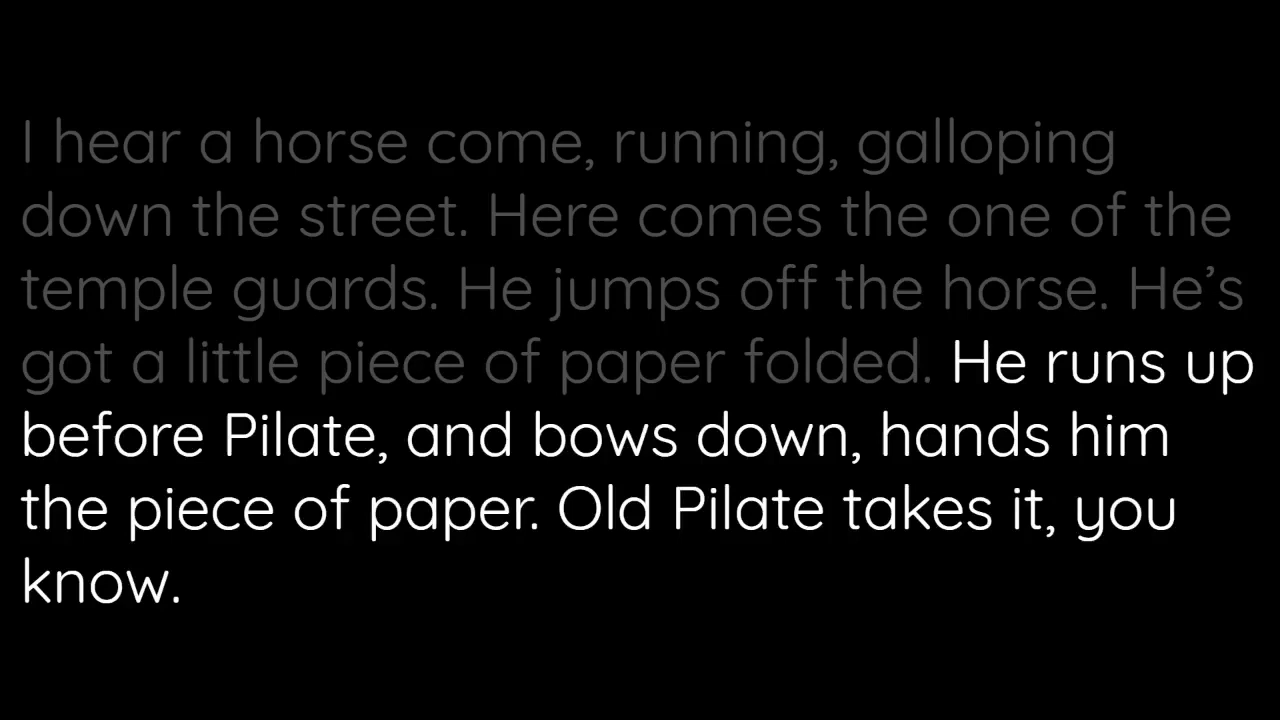 I hear a horse come, running, galloping
down the street. Here comes the one of the
temple guards. He jumps off the horse. He’s
got a little piece of paper folded. He runs up
before Pilate, and bows down, hands him
the piece of paper. Old Pilate takes it, you
know.